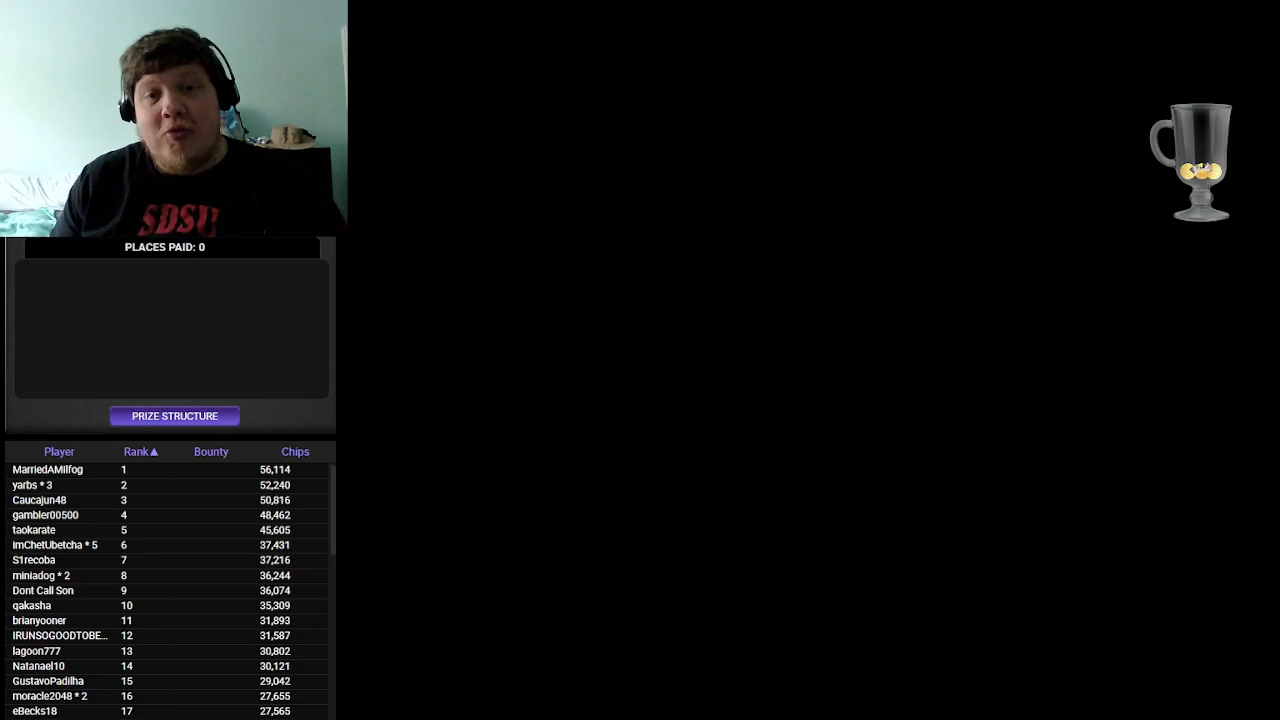 SDSU
PLACES PAID: 0
PRIZE STRUCTURE
Player Rank▲ Bounty Chips
MarriedAMilfog 1 56,114
yarbs * 3 2 52,240
Caucajun48 3 50,816
gambler00500 4 48,462
taokarate 5 45,605
imChetUbetcha * 5 6 37,431
S1recoba 7 37,216
miniadog * 2 8 36,244
Dont Call Son 9 36,074
qakasha 10 35,309
brianyooner 11 31,893
IRUNSOGOODTOBE... 12 31,587
lagoon777 13 30,802
Natanael10 14 30,121
GustavoPadilha 15 29,042
moracle2048 * 2 16 27,655
eBecks18 17 27,565